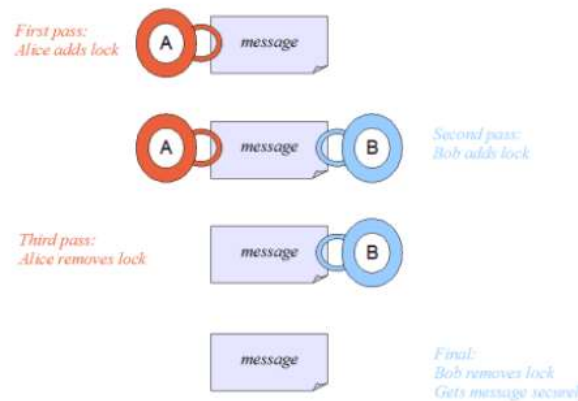 First pass:
Alice adds lock
A
message
A
message
B
Second pass:
Bob adds lock
Third pass:
Alice removes lock
message
B
message
Final:
Bob removes lock
Gets message securel